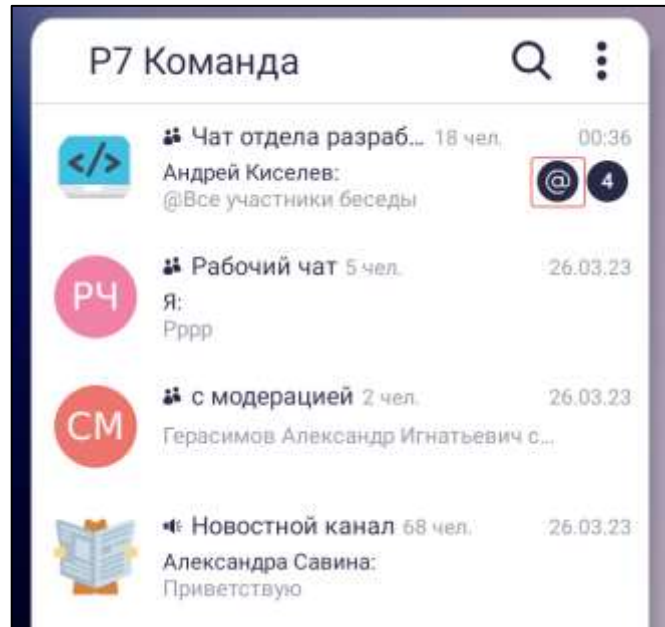 Р7 Команда
Чат отдела разраб... 18 чел. 00:36
</>
Андрей Киселев:
@ 4
@Все участники беседы
Рабочий чат 5 чел. 26.03.23
РЧ
Я:
Рррр
с модерацией 2 чел. 26.03.23
СМ
Герасимов Александр Игнатьевич с...
Новостной канал 68 чел. 26.03.23
Александра Савина:
Приветствую